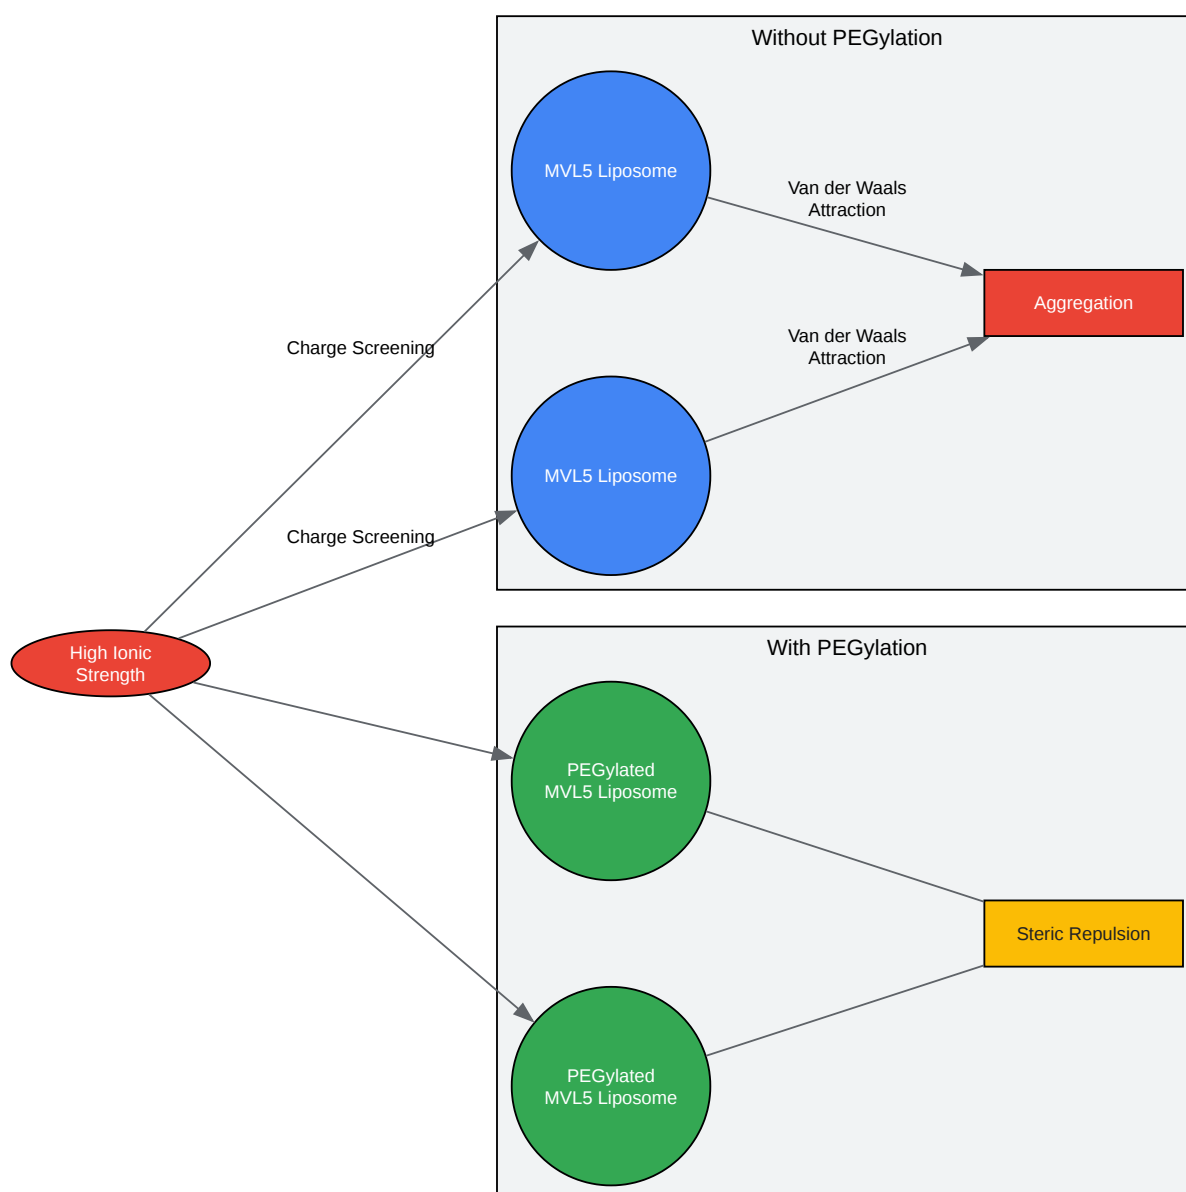 Without PEGylation
MVL5 Liposome
Van der Waals
Attraction
Aggregation
Charge Screening
Van der Waals
Attraction
MVL5 Liposome
Charge Screening
High Ionic
Strength
With PEGylation
PEGylated
MVL5 Liposome
Steric Repulsion
PEGylated
MVL5 Liposome